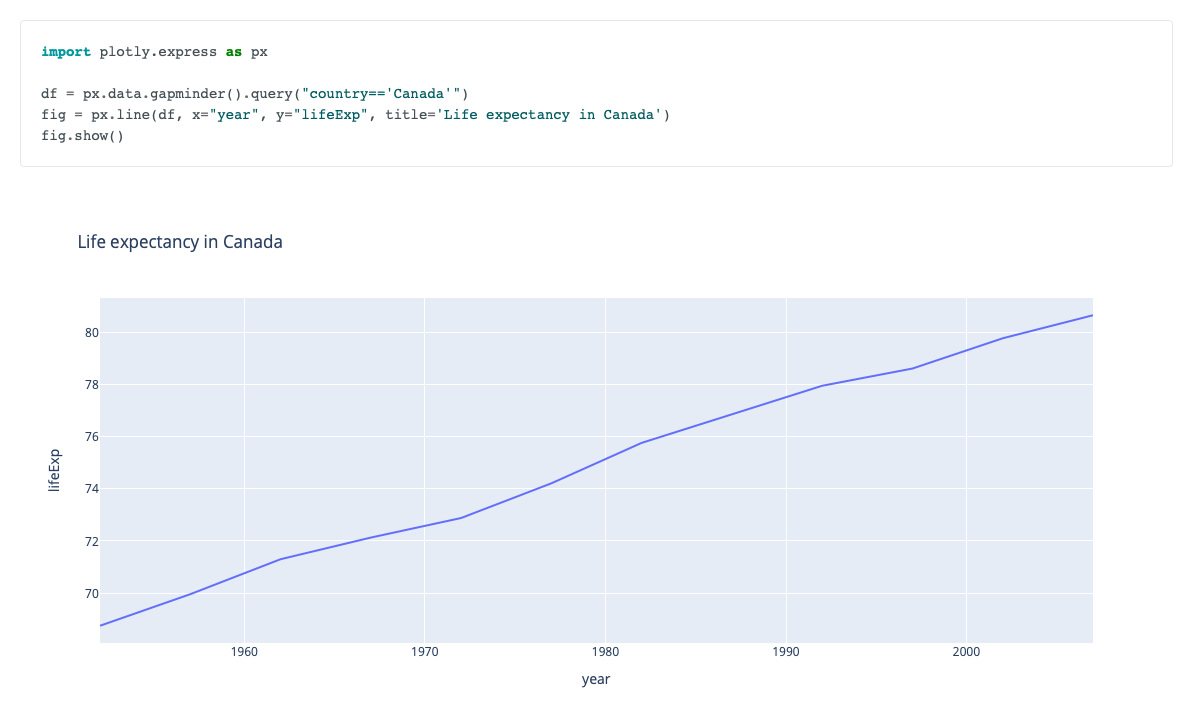 import plotly.express as px
df = px.data.gapminder().query("country=='Canada'")
fig = px.line(df, x="year", y="lifeExp", title='Life expectancy in Canada')
fig.show()
Life expectancy in Canada
80
78
76
74
72
70
lifeExp
1960 1970 1980 1990 2000
year